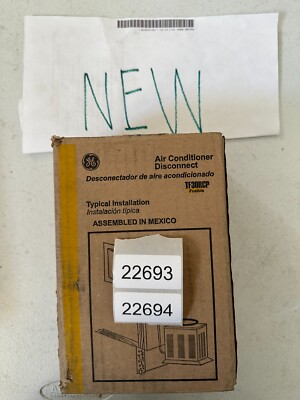 NEW
GE
Air Conditioner
Disconnect
Desconectador de aire acondicionado
TF30RCP
Fusible
Typical Installation
Instalación típica
ASSEMBLED IN MEXICO
22693
22694